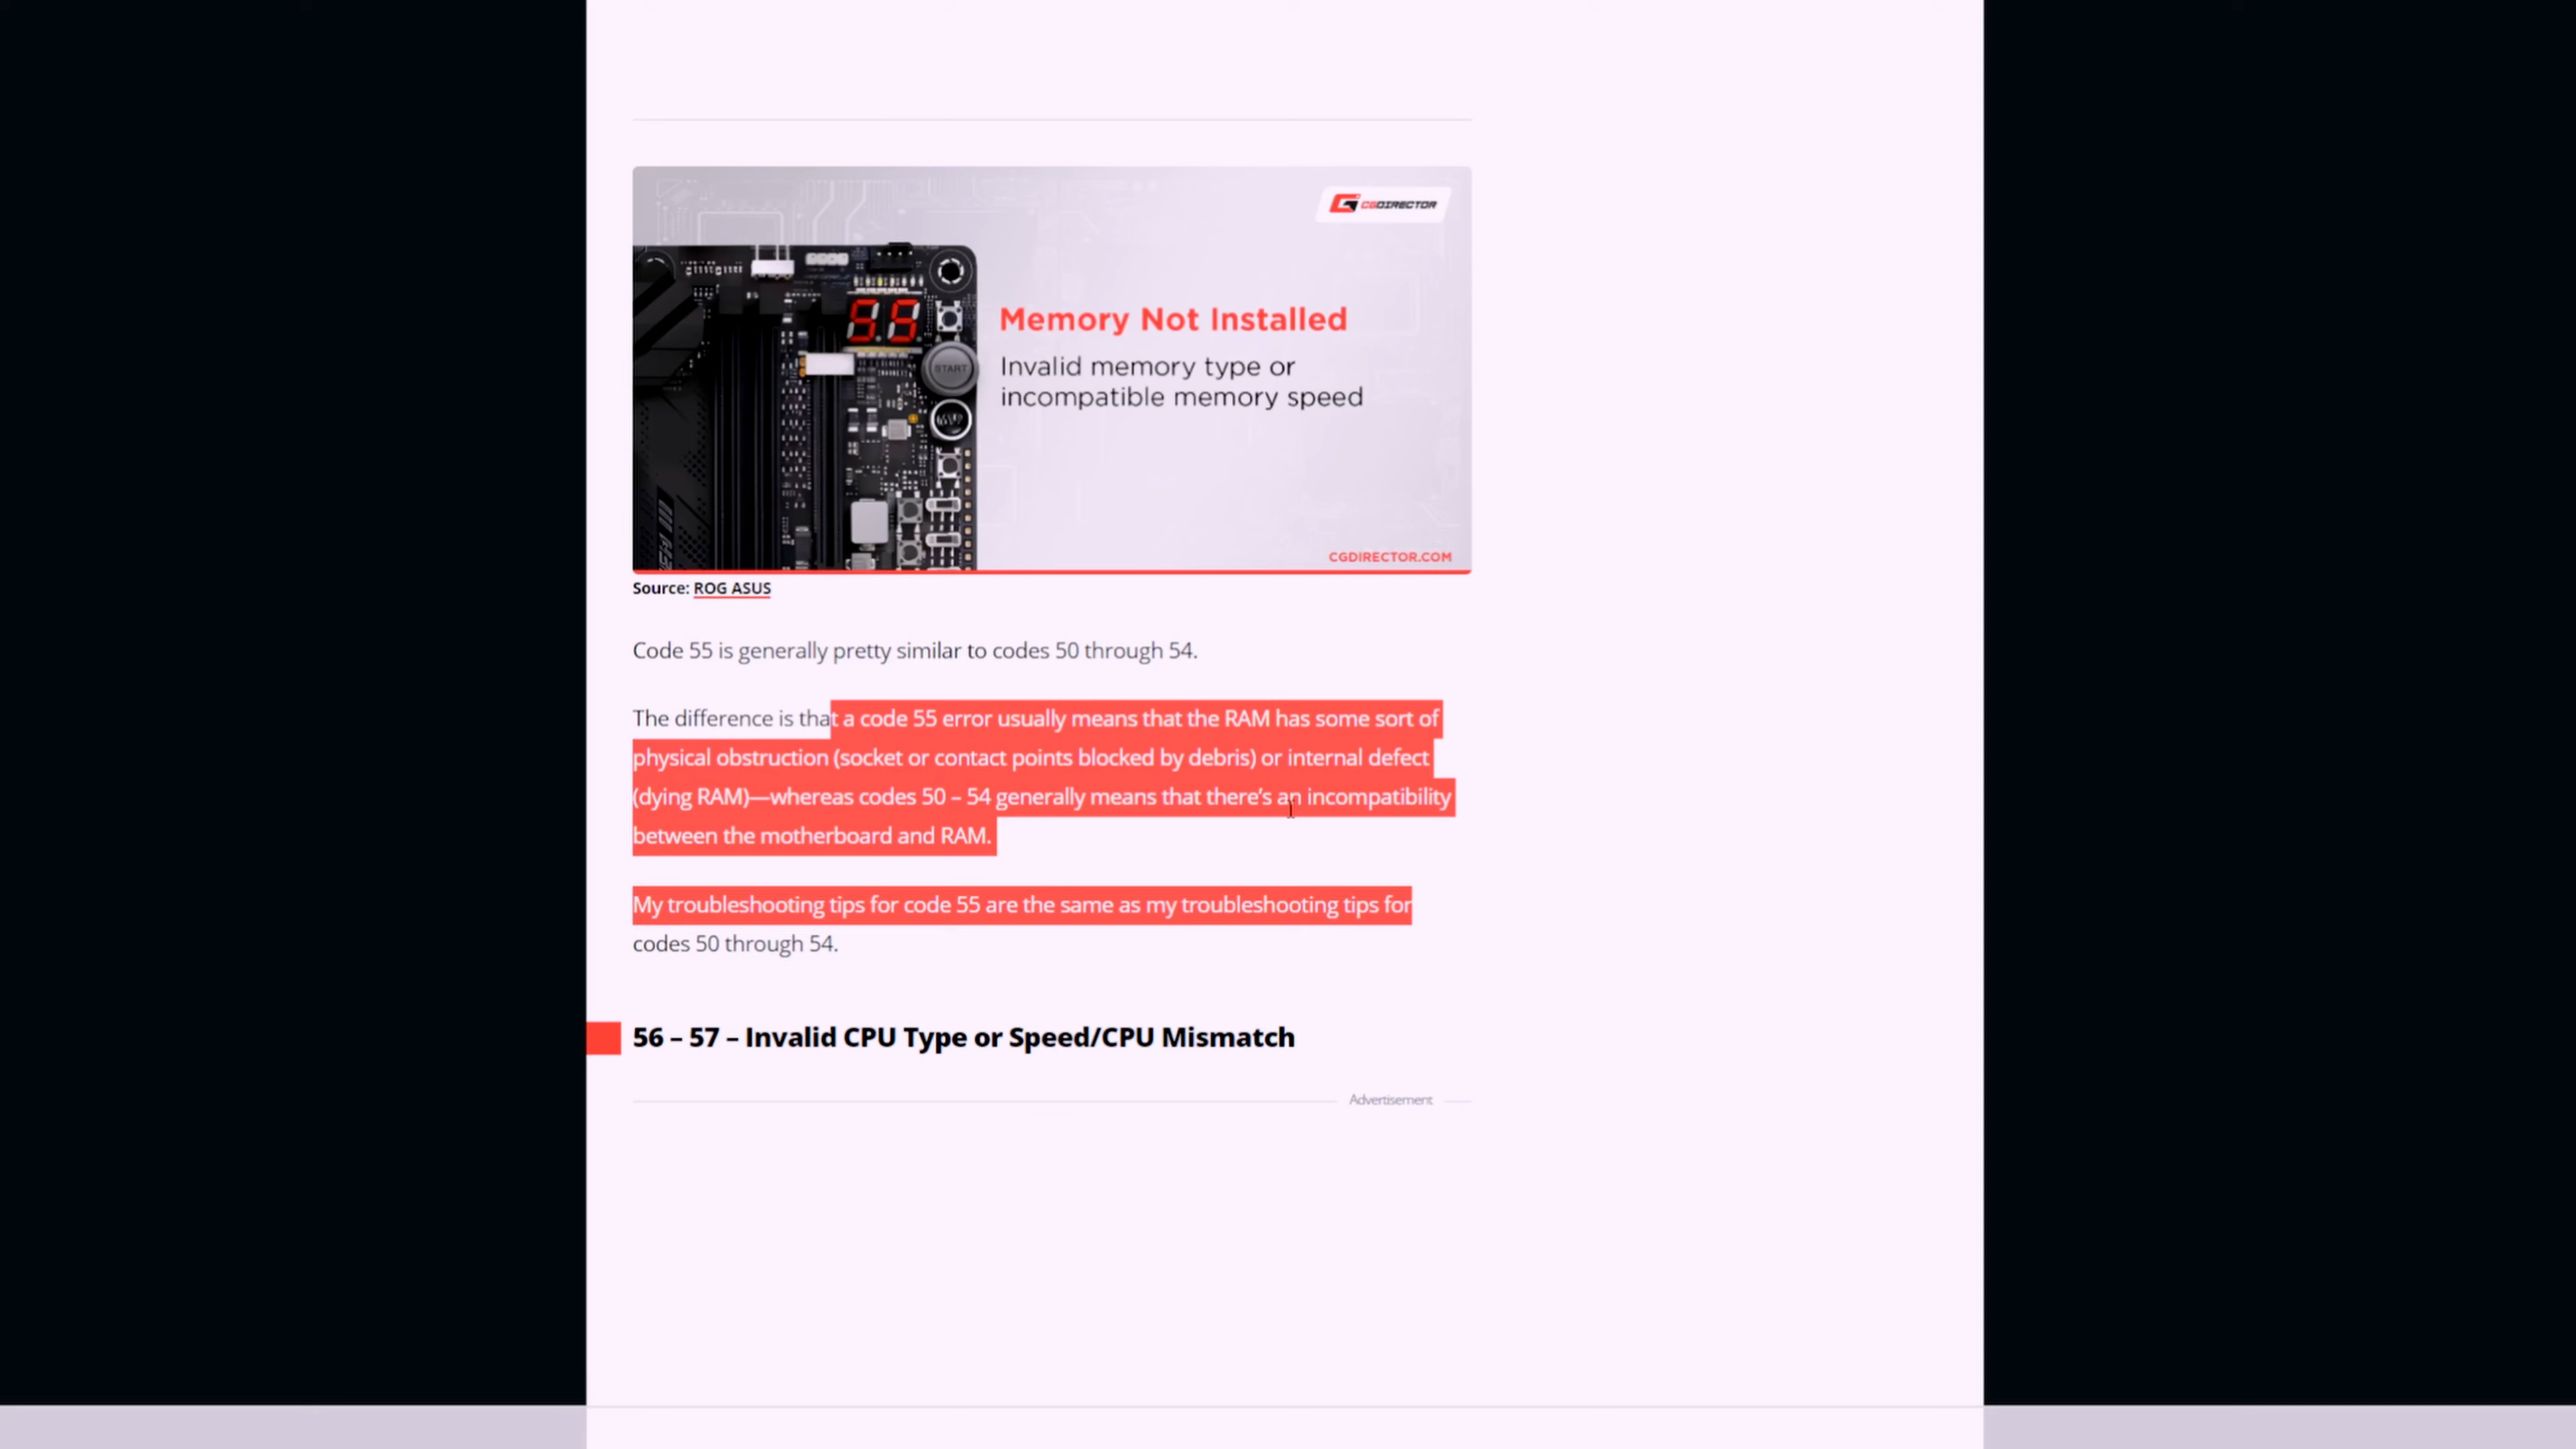 CGDIRECTOR
55
START
Memory Not Installed
Invalid memory type or
incompatible memory speed
CGDIRECTOR.COM
Source: ROG ASUS
Code 55 is generally pretty similar to codes 50 through 54.
The difference is that a code 55 error usually means that the RAM has some sort of
physical obstruction (socket or contact points blocked by debris) or internal defect
(dying RAM)—whereas codes 50 – 54 generally means that there’s an incompatibility
between the motherboard and RAM.
My troubleshooting tips for code 55 are the same as my troubleshooting tips for
codes 50 through 54.
56 – 57 – Invalid CPU Type or Speed/CPU Mismatch
Advertisement